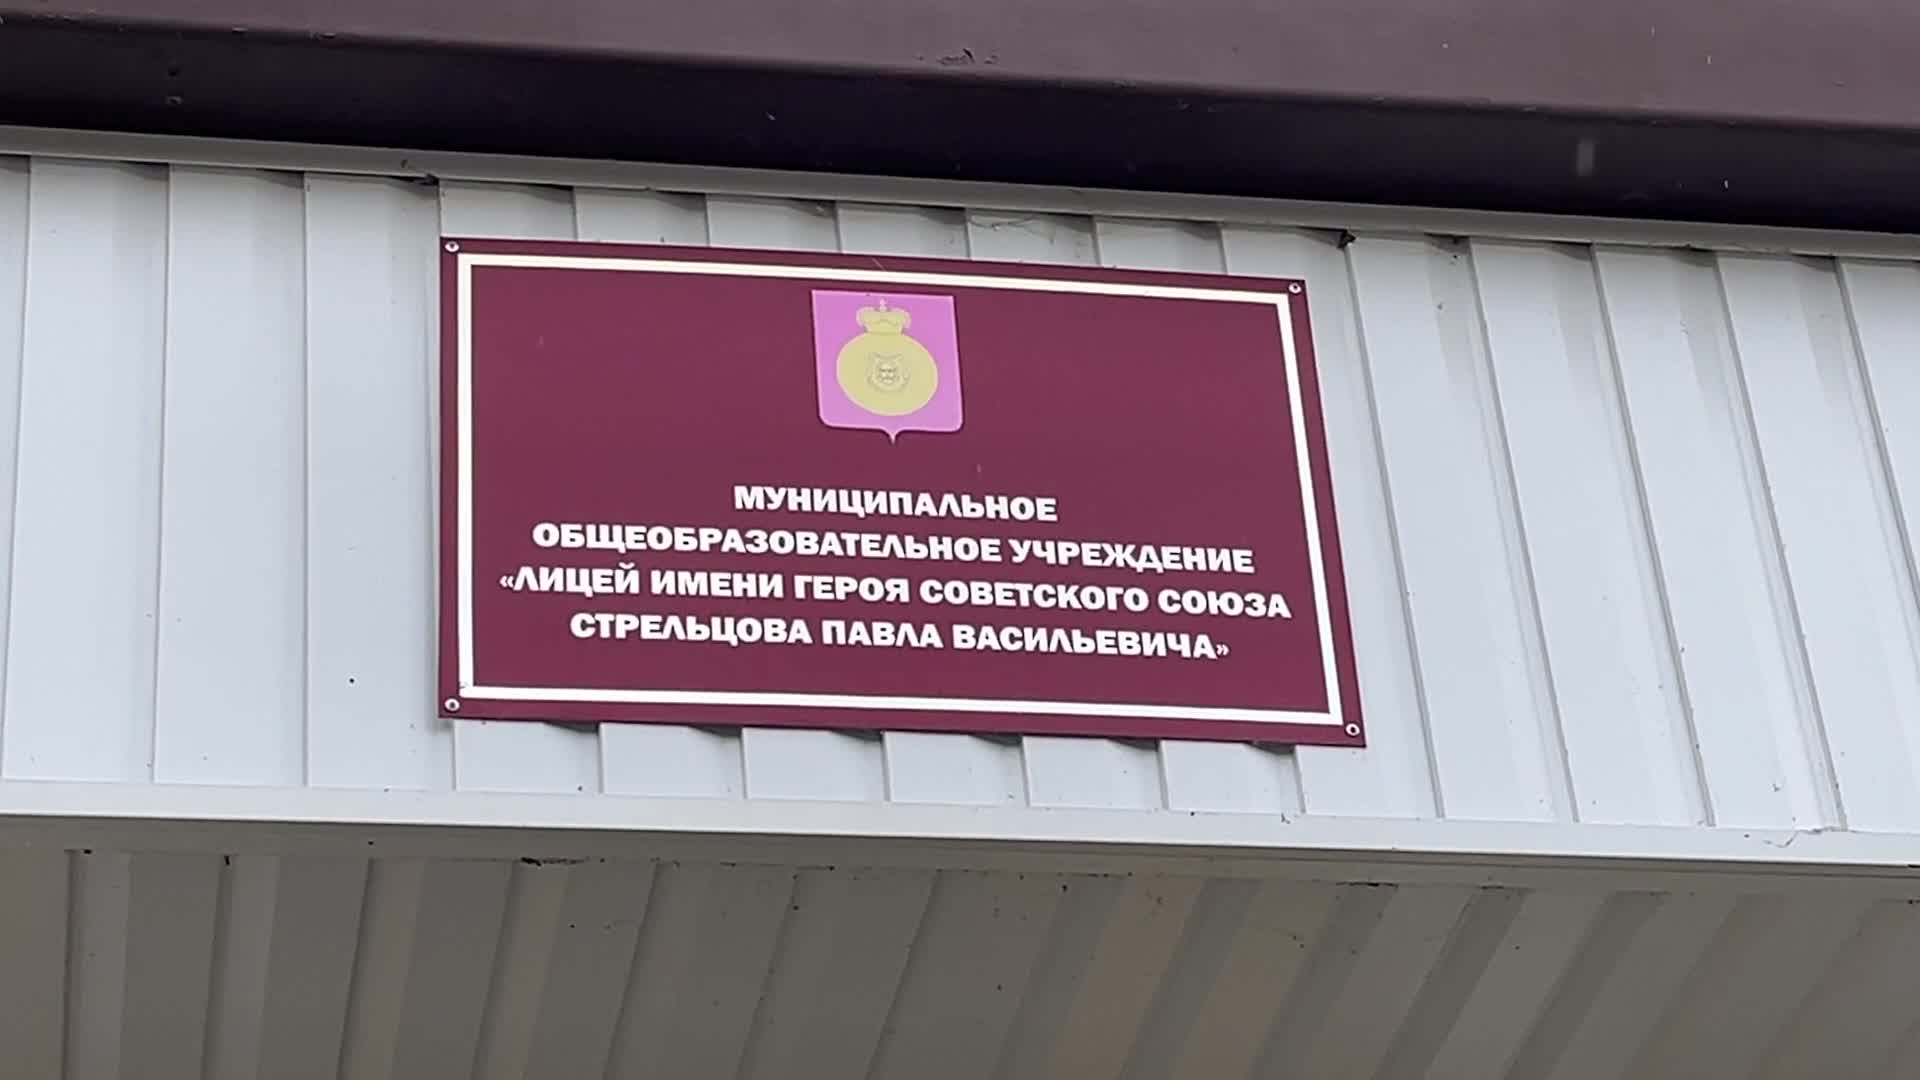 МУНИЦИПАЛЬНОЕ
ОБЩЕОБРАЗОВАТЕЛЬНОЕ УЧРЕЖДЕНИЕ
«ЛИЦЕЙ ИМЕНИ ГЕРОЯ СОВЕТСКОГО СОЮЗА
СТРЕЛЬЦОВА ПАВЛА ВАСИЛЬЕВИЧА»